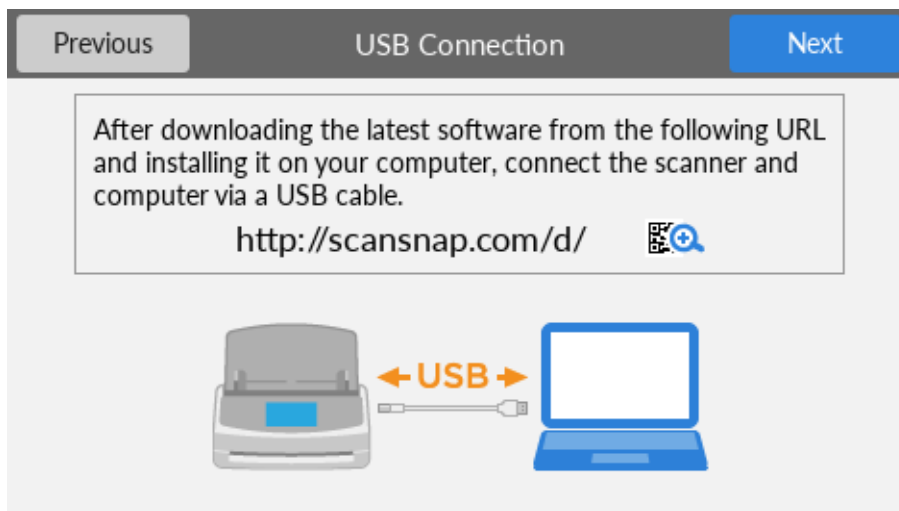 Previous USB Connection Next
After downloading the latest software from the following URL
and installing it on your computer, connect the scanner and
computer via a USB cable.
http://scansnap.com/d/
USB